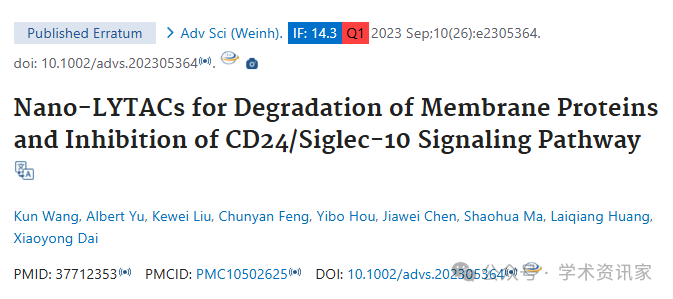 Published Erratum > Adv Sci (Weinh). IF: 14.3 Q1 2023 Sep;10(26):e2305364.
doi: 10.1002/advs.202305364.
Nano-LYTACs for Degradation of Membrane Proteins
and Inhibition of CD24/Siglec-10 Signaling Pathway
Kun Wang, Albert Yu, Kewei Liu, Chunyan Feng, Yibo Hou, Jiawei Chen, Shaohua Ma, Laiqiang Huang,
Xiaoyong Dai
PMID: 37712353 PMCID: PMC10502625 DOI: 10.1002/advs.202305364
公众号 · 学术资讯家